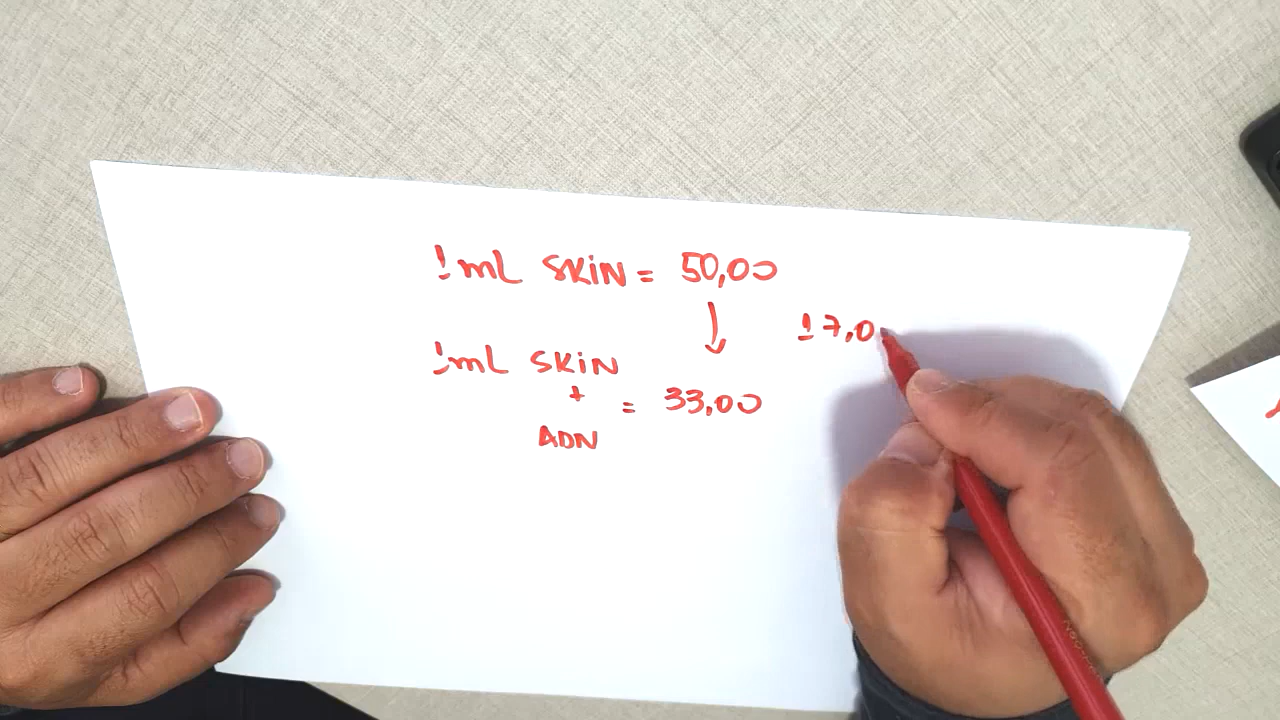 1ml SKiN = 50,00
↓ 17,0
1ml SKiN
+ = 33,00
ADN